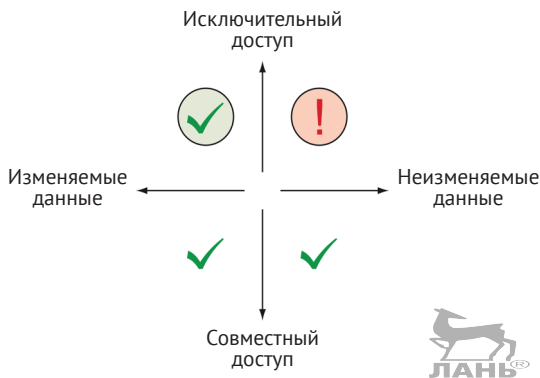 Исключительный
доступ
!
Изменяемые
данные
Неизменяемые
данные
Совместный
доступ
ЛАНЬ®